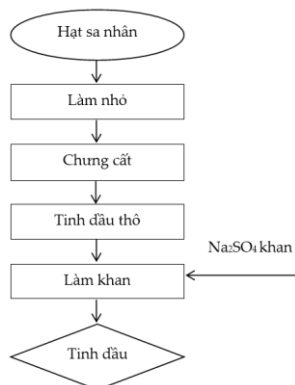 Hạt sa nhân
Làm nhỏ
Chưng cất
Tinh dầu thô
Na₂SO₄ khan
Làm khan
Tinh dầu